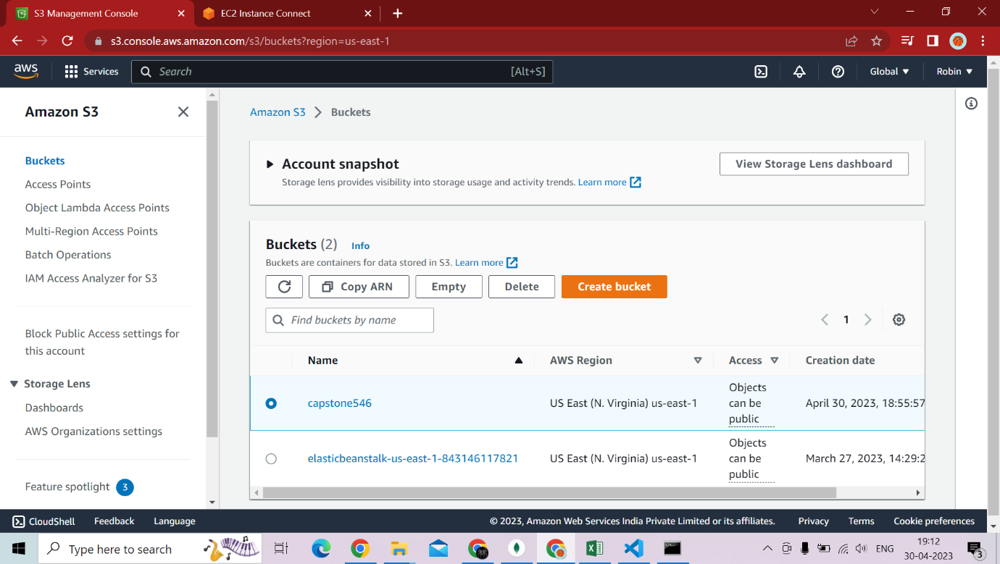 S3 Management Console
EC2 Instance Connect
s3.console.aws.amazon.com/s3/buckets?region=us-east-1
aws
Services
Search
[Alt+S]
Global
Robin
Amazon S3
Buckets
Access Points
Object Lambda Access Points
Multi-Region Access Points
Batch Operations
IAM Access Analyzer for S3
Block Public Access settings for
this account
Storage Lens
Dashboards
AWS Organizations settings
Feature spotlight 3
Amazon S3 > Buckets
Account snapshot
Storage lens provides visibility into storage usage and activity trends. Learn more
View Storage Lens dashboard
Buckets (2) Info
Buckets are containers for data stored in S3. Learn more
Copy ARN
Empty
Delete
Create bucket
Find buckets by name
1
Name
AWS Region
Access
Creation date
capstone546
US East (N. Virginia) us-east-1
Objects
can be
public
April 30, 2023, 18:55:57
elasticbeanstalk-us-east-1-843146117821
US East (N. Virginia) us-east-1
Objects
can be
public
March 27, 2023, 14:29:2
CloudShell
Feedback
Language
© 2023, Amazon Web Services India Private Limited or its affiliates.
Privacy
Terms
Cookie preferences
Type here to search
ENG
19:12
30-04-2023
3